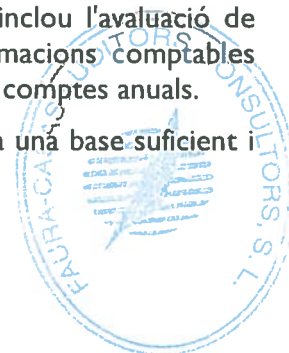 inclou l'avaluació de
macions comptables
comptes anuals.
a una base suficient i
FAURA-CASAS AUDITORS CONSULTORS, S.L.